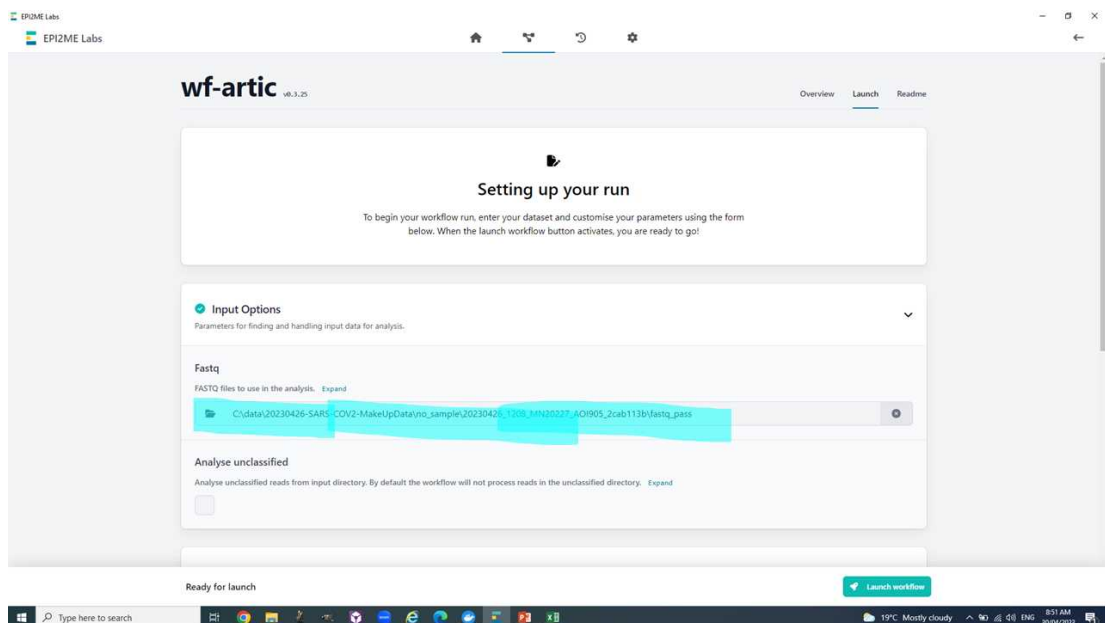 EPI2ME Labs
EPI2ME Labs
wf-artic v0.3.25
Overview Launch Readme
Setting up your run
To begin your workflow run, enter your dataset and customise your parameters using the form
below. When the launch workflow button activates, you are ready to go!
Input Options
Parameters for finding and handling input data for analysis.
Fastq
FASTQ files to use in the analysis. Expand
C:\data\20230426-SARS-COV2-MakeUpData\no_sample\20230426_1208_MN20227_AOI905_2cab113b\fastq_pass
Analyse unclassified
Analyse unclassified reads from input directory. By default the workflow will not process reads in the unclassified directory. Expand
Ready for launch
Launch workflow
Type here to search
19°C Mostly cloudy
ENG
8:51 AM
30/04/2023